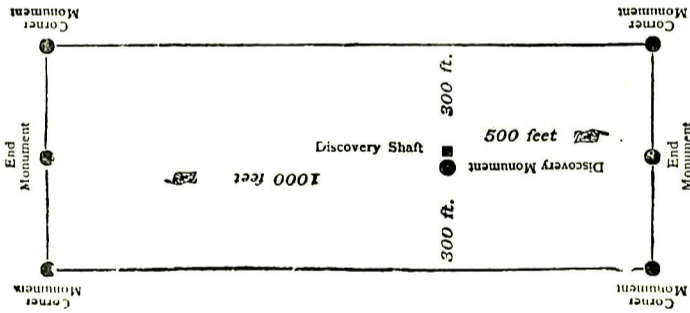 Corner
Monument
Corner
Monument
300 ft.
End
Monument
Discovery Shaft
500 feet
End
Monument
Discovery Monument
1000 feet
300 ft.
Corner
Monumens
Corner
Monument